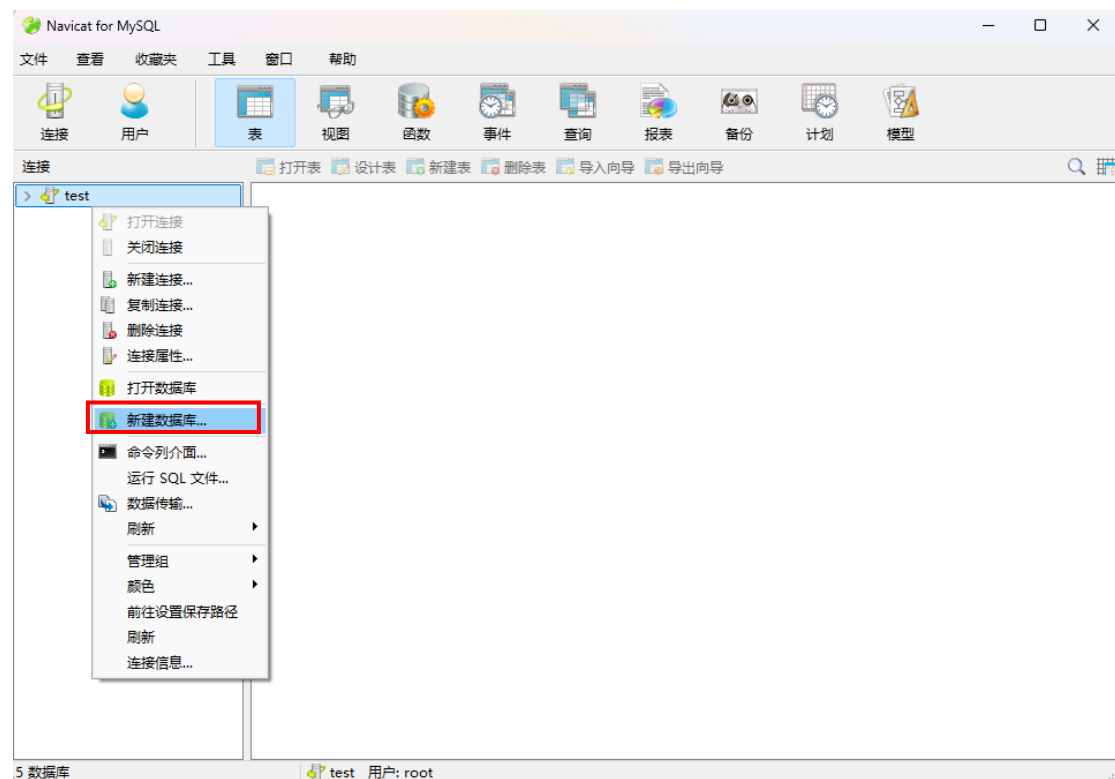 Navicat for MySQL
文件 查看 收藏夹 工具 窗口 帮助
连接 用户 表 视图 函数 事件 查询 报表 备份 计划 模型
连接 打开表 设计表 新建表 删除表 导入向导 导出向导
test
打开连接
关闭连接
新建连接...
复制连接...
删除连接
连接属性...
打开数据库
新建数据库...
命令列介面...
运行 SQL 文件...
数据传输...
刷新
管理组
颜色
前往设置保存路径
刷新
连接信息...
5 数据库 test 用户: root